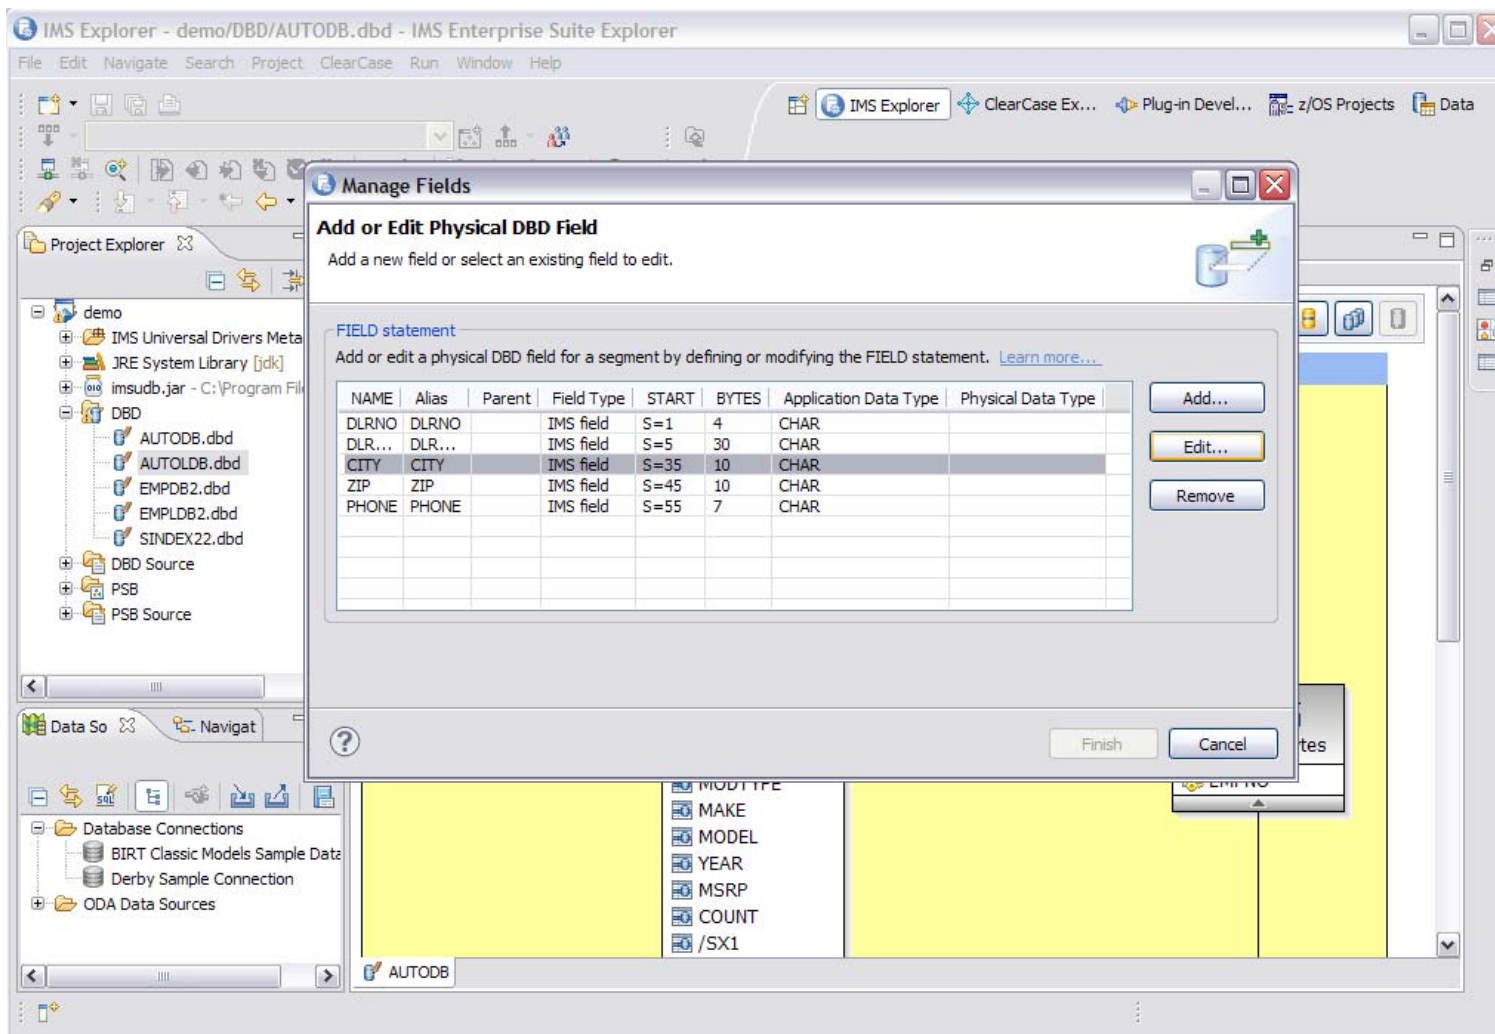 IMS Explorer - demo/DBD/AUTODB.dbd - IMS Enterprise Suite Explorer
File Edit Navigate Search Project ClearCase Run Window Help
IMS Explorer ClearCase Ex... Plug-in Devel... z/OS Projects Data
Manage Fields
Add or Edit Physical DBD Field
Add a new field or select an existing field to edit.
FIELD statement
Add or edit a physical DBD field for a segment by defining or modifying the FIELD statement. Learn more...
NAME Alias Parent Field Type START BYTES Application Data Type Physical Data Type
DLRNO DLRNO IMS field S=1 4 CHAR
DLR... DLR... IMS field S=5 30 CHAR
CITY CITY IMS field S=35 10 CHAR
ZIP ZIP IMS field S=45 10 CHAR
PHONE PHONE IMS field S=55 7 CHAR
Add...
Edit...
Remove
Finish Cancel
Project Explorer
demo
IMS Universal Drivers Meta
JRE System Library [jdk]
imsudb.jar - C:\Program Fil
DBD
AUTODB.dbd
AUTOLDB.dbd
EMPDB2.dbd
EMPLDB2.dbd
SINDEX22.dbd
DBD Source
PSB
PSB Source
Data So Navigat
SQL
Database Connections
BIRT Classic Models Sample Data
Derby Sample Connection
ODA Data Sources
MODTYPE
MAKE
MODEL
YEAR
MSRP
COUNT
/SX1
tes
EMPNO
AUTODB